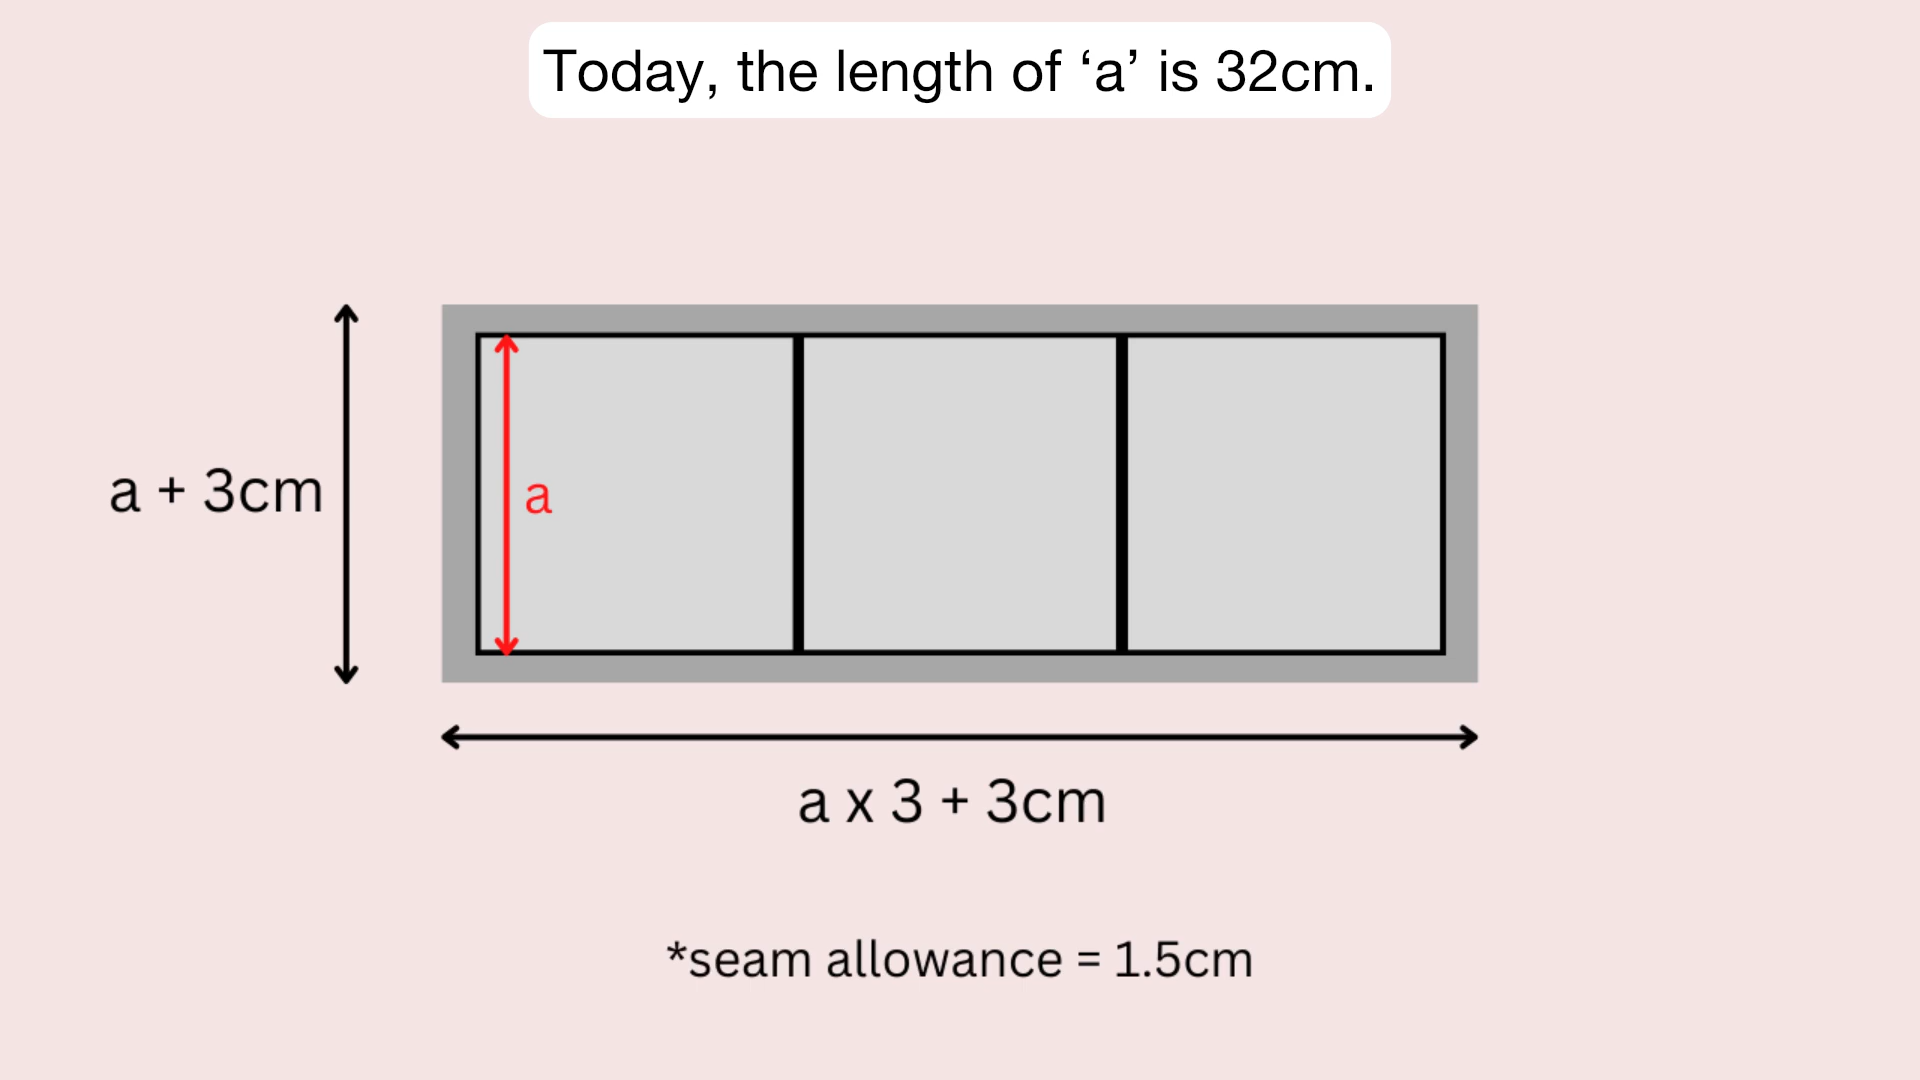 Today, the length of ‘a’ is 32cm.
a + 3cm
a
a x 3 + 3cm
*seam allowance = 1.5cm